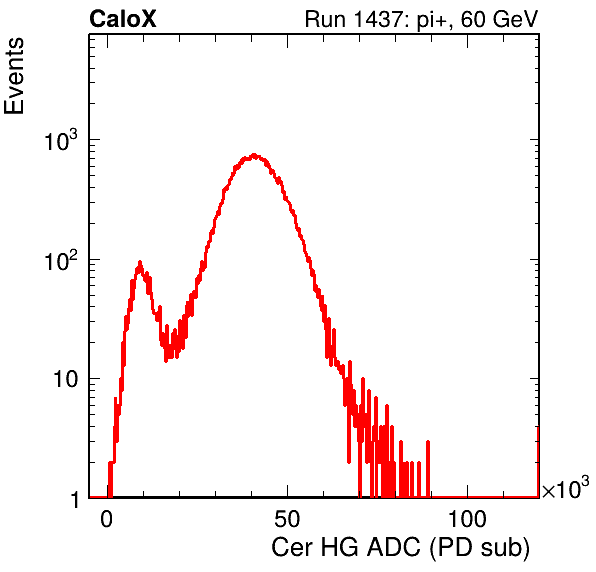 CaloX Run 1437: pi+, 60 GeV
Events
10³
10²
10
1
0 50 100 ×10³
Cer HG ADC (PD sub)